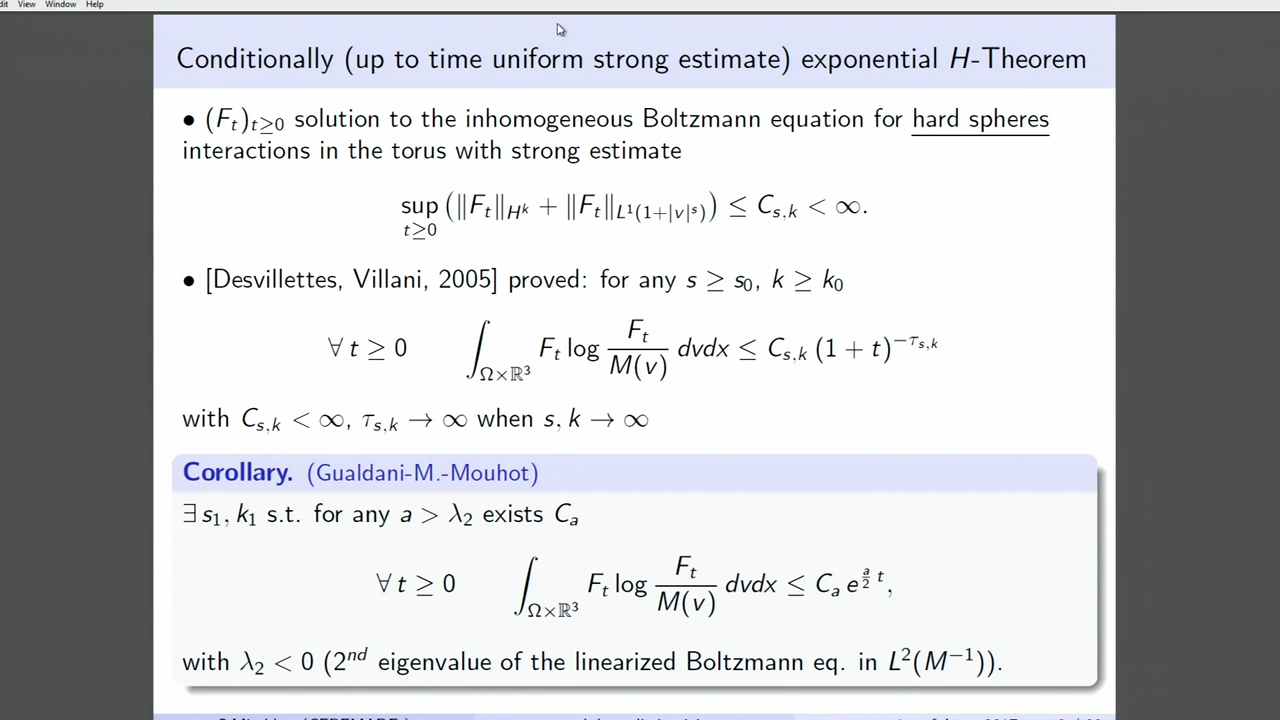 View Window Help
Conditionally (up to time uniform strong estimate) exponential H-Theorem
• (F_t)_{t≥0} solution to the inhomogeneous Boltzmann equation for hard spheres
interactions in the torus with strong estimate
sup_{t≥0} (‖F_t‖_{H^k} + ‖F_t‖_{L^1(1+|v|^s)}) ≤ C_{s,k} < ∞.
• [Desvillettes, Villani, 2005] proved: for any s ≥ s_0, k ≥ k_0
∀ t ≥ 0 ∫_{Ω×ℝ^3} F_t log F_t/M(v) dvdx ≤ C_{s,k} (1 + t)^{−τ_{s,k}}
with C_{s,k} < ∞, τ_{s,k} → ∞ when s, k → ∞
Corollary. (Gualdani-M.-Mouhot)
∃ s_1, k_1 s.t. for any a > λ_2 exists C_a
∀ t ≥ 0 ∫_{Ω×ℝ^3} F_t log F_t/M(v) dvdx ≤ C_a e^{a/2 t},
with λ_2 < 0 (2^{nd} eigenvalue of the linearized Boltzmann eq. in L^2(M^{−1})).